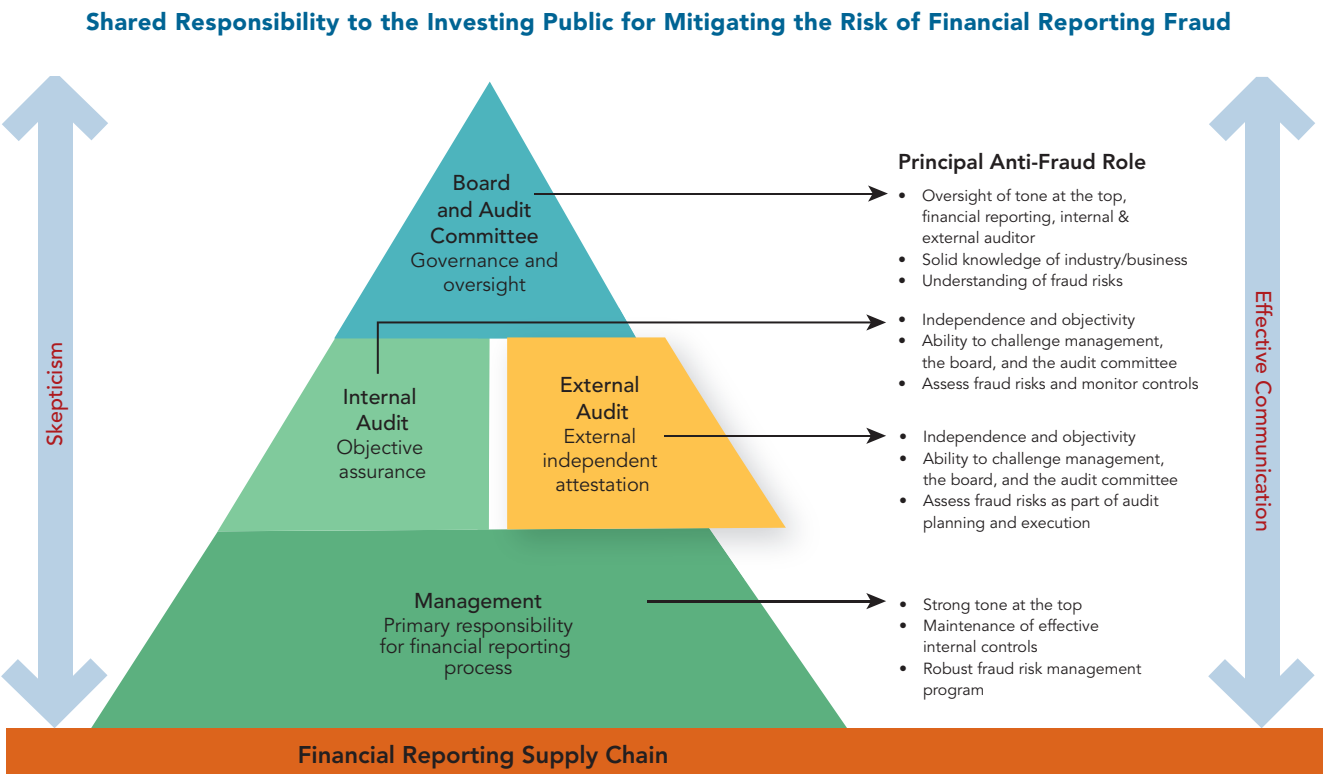 Shared Responsibility to the Investing Public for Mitigating the Risk of Financial Reporting Fraud
Skepticism
Board
and Audit
Committee
Governance and
oversight
Internal
Audit
Objective
assurance
External
Audit
External
independent
attestation
Management
Primary responsibility
for financial reporting
process
Principal Anti-Fraud Role
• Oversight of tone at the top,
financial reporting, internal &
external auditor
• Solid knowledge of industry/business
• Understanding of fraud risks
• Independence and objectivity
• Ability to challenge management,
the board, and the audit committee
• Assess fraud risks and monitor controls
• Independence and objectivity
• Ability to challenge management,
the board, and the audit committee
• Assess fraud risks as part of audit
planning and execution
• Strong tone at the top
• Maintenance of effective
internal controls
• Robust fraud risk management
program
Effective Communication
Financial Reporting Supply Chain